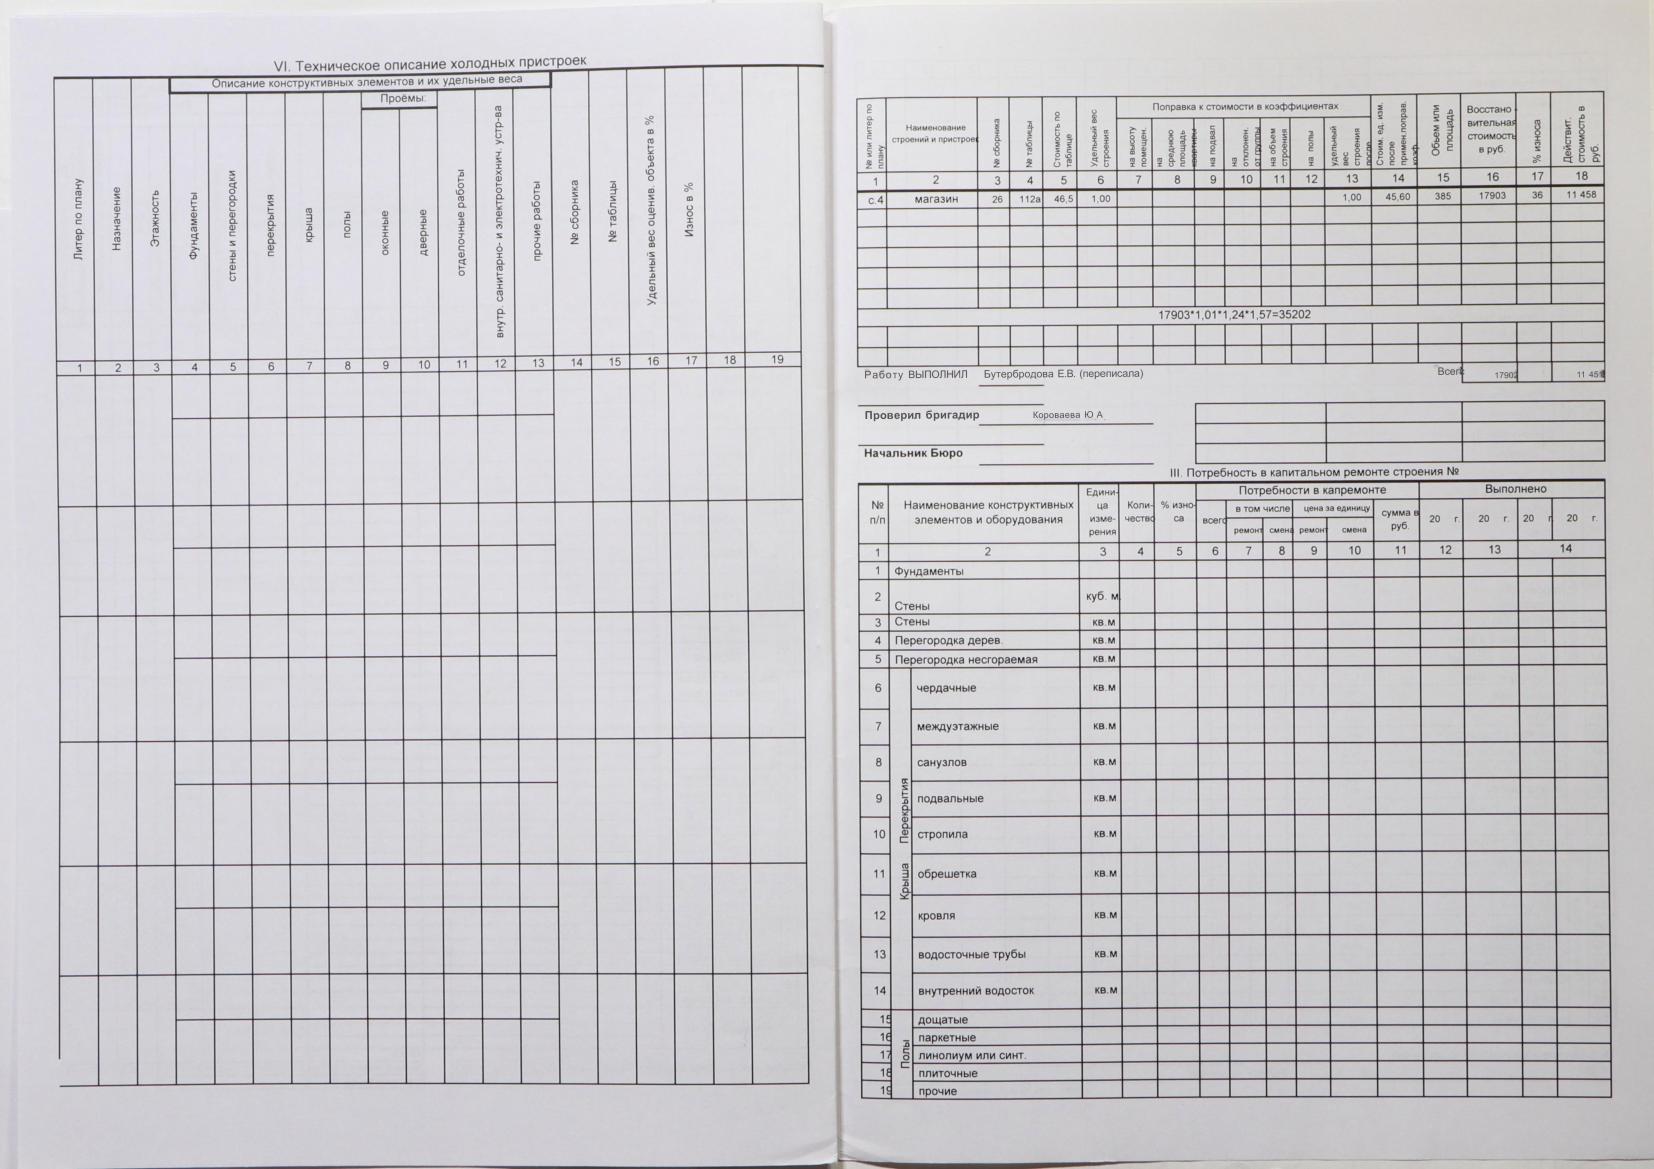 VI. Техническое описание холодных пристроек
Описание конструктивных элементов и их удельные веса
Проёмы:
Литер по плану
Назначение
Этажность
Фундаменты
стены и перегородки
перекрытия
крыша
полы
оконные
дверные
отделочные работы
внутр. санитарно- и электротехнич. устр-ва
прочие работы
№ сборника
№ таблицы
Удельный вес оценив. объекта в %
Износ в %
1 2 3 4 5 6 7 8 9 10 11 12 13 14 15 16 17 18 19
№ или литер по плану
Наименование строений и пристроек
№ сборника
№ таблицы
Стоимость по таблице
Удельный вес строения
Поправка к стоимости в коэффициентах
на высоту помещен.
на среднюю площадь квартиры
на подвал
на отклонен. от группы
на объем строения
на полы
удельный вес строения после
Стоим. ед. изм. после примен.поправ. коэф.
Объем или площадь
Восстано вительная стоимость в руб.
% износа
Действит. стоимость в руб.
1 2 3 4 5 6 7 8 9 10 11 12 13 14 15 16 17 18
с.4 магазин 26 112а 46,5 1,00 1,00 45,60 385 17903 36 11 458
17903*1,01*1,24*1,57=35202
Работу ВЫПОЛНИЛ Бутербродова Е.В. (переписала) Всего 17903 11 458
Проверил бригадир Короваева Ю А
Начальник Бюро
III. Потребность в капитальном ремонте строения №
№ п/п
Наименование конструктивных элементов и оборудования
Едини- ца изме- рения
Коли- чество
% изно- са
Потребности в капремонте
всего
в том числе
ремонт смена
цена за единицу
ремонт смена
сумма в руб.
Выполнено
20 г. 20 г. 20 г. 20 г.
1 2 3 4 5 6 7 8 9 10 11 12 13 14
1 Фундаменты
2 Стены куб. м
3 Стены кв.м
4 Перегородка дерев. кв.м
5 Перегородка несгораемая кв.м
Перекрытия
6 чердачные кв.м
7 междуэтажные кв.м
8 санузлов кв.м
9 подвальные кв.м
Крыша
10 стропила кв.м
11 обрешетка кв.м
12 кровля кв.м
13 водосточные трубы кв.м
14 внутренний водосток кв.м
Полы
15 дощатые
16 паркетные
17 линолиум или синт.
18 плиточные
19 прочие